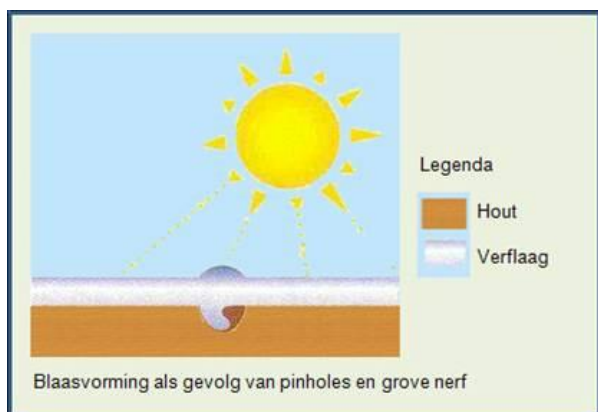 Legenda
Hout
Verflaag
Blaasvorming als gevolg van pinholes en grove nerf